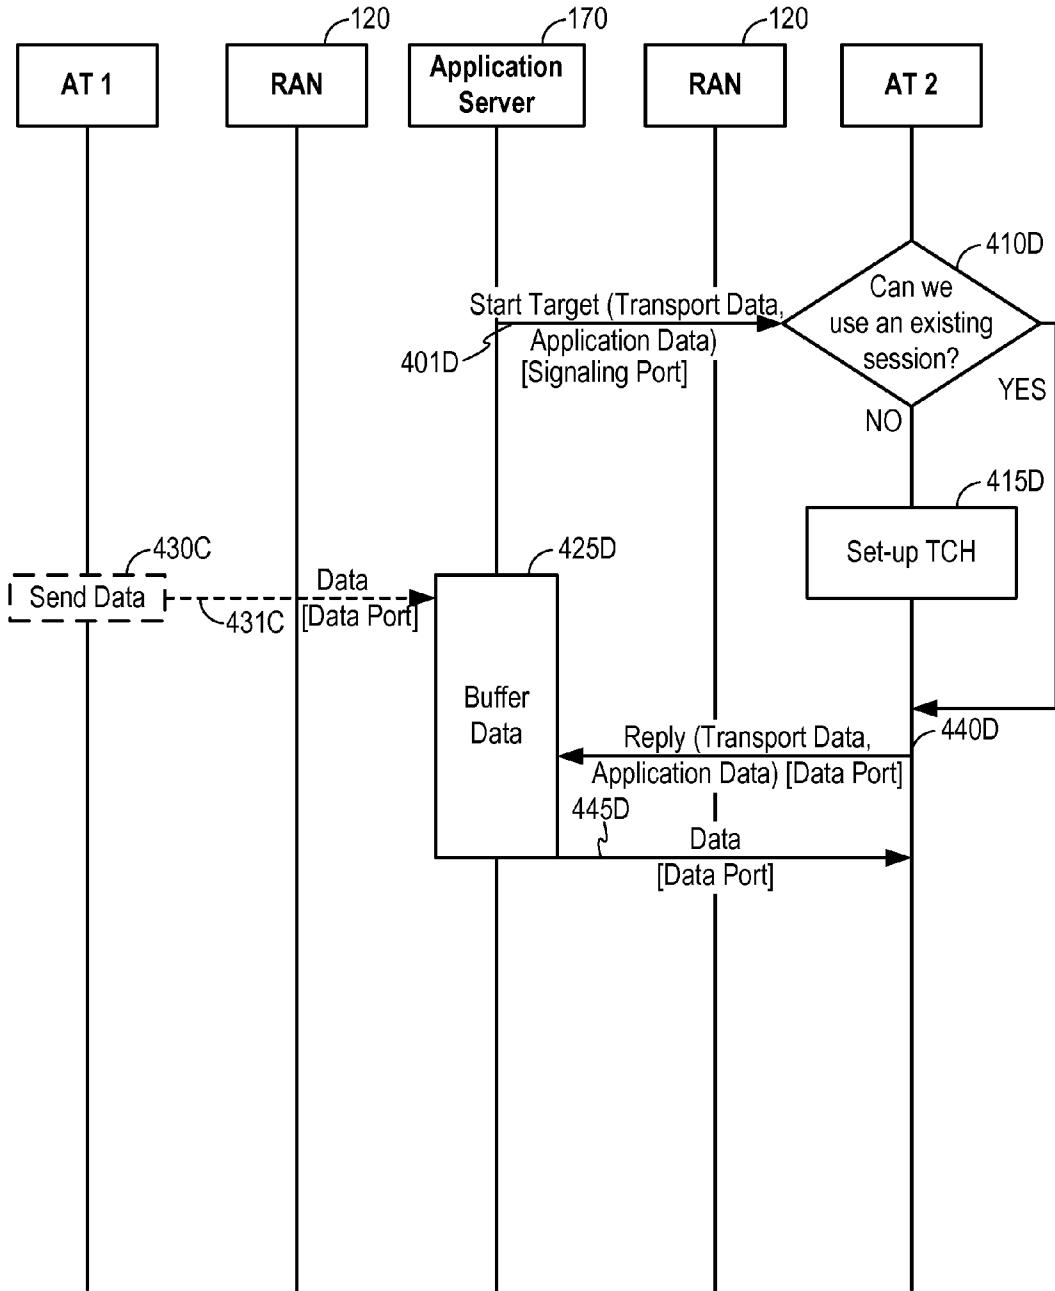 120
170
120
AT 1
RAN
Application
Server
RAN
AT 2
410D
Can we
use an existing
session?
Start Target (Transport Data,
Application Data)
[Signaling Port]
401D
YES
NO
415D
Set-up TCH
430C
Send Data
431C
Data
[Data Port]
425D
Buffer
Data
440D
Reply (Transport Data,
Application Data) [Data Port]
445D
Data
[Data Port]